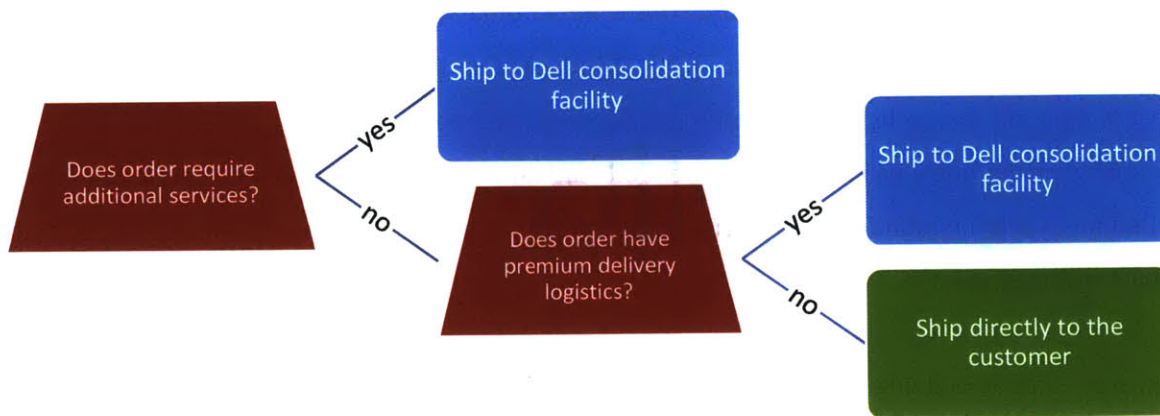 Does order require
additional services?
yes
no
Ship to Dell consolidation
facility
Does order have
premium delivery
logistics?
yes
no
Ship to Dell consolidation
facility
Ship directly to the
customer